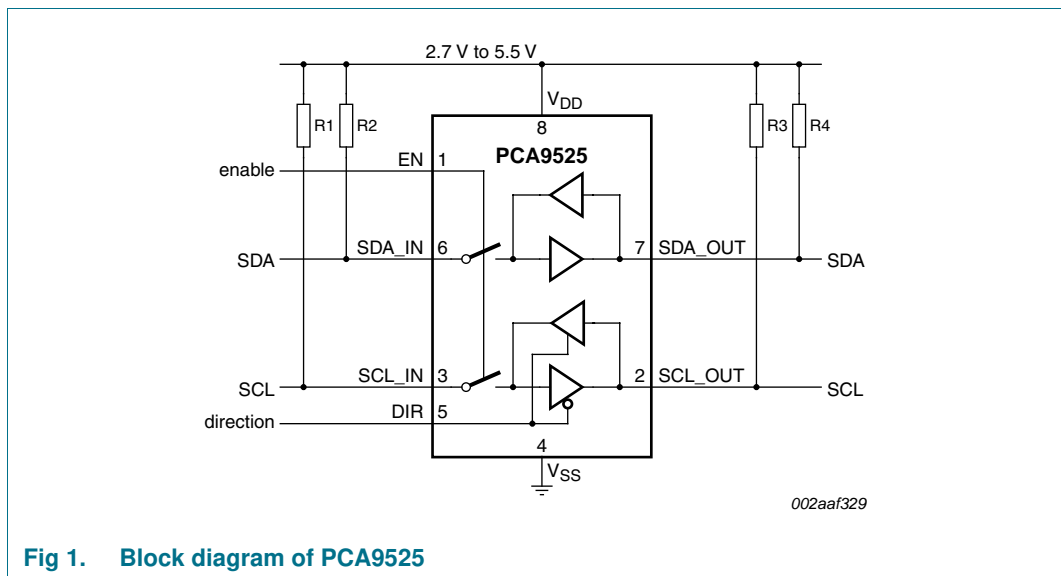 2.7 V to 5.5 V
VDD
8
R1
R2
R3
R4
PCA9525
enable
EN
1
SDA
SDA_IN
6
7
SDA_OUT
SDA
SCL
SCL_IN
3
2
SCL_OUT
SCL
direction
DIR
5
4
VSS
002aaf329
Fig 1. Block diagram of PCA9525